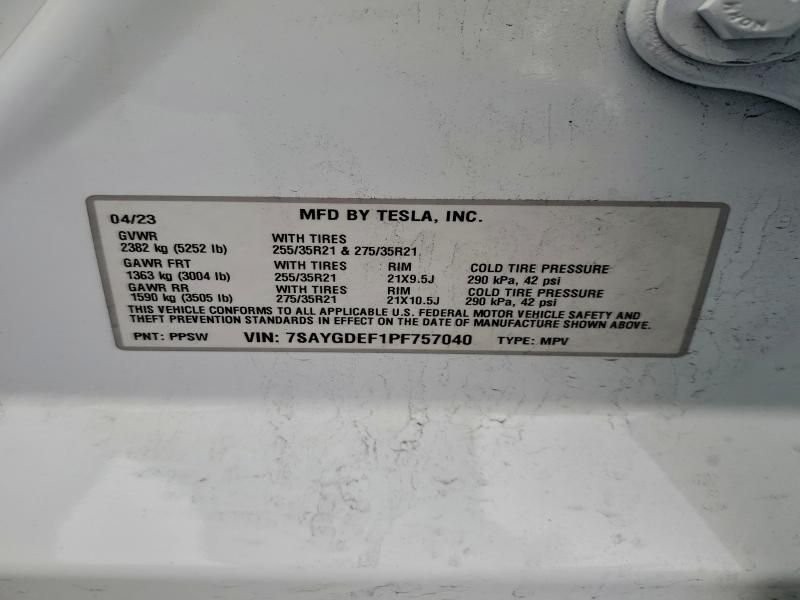 04/23 MFD BY TESLA, INC.
GVWR WITH TIRES
2382 kg (5252 lb) 255/35R21 & 275/35R21
GAWR FRT WITH TIRES RIM COLD TIRE PRESSURE
1363 kg (3004 lb) 255/35R21 21X9.5J 290 kPa, 42 psi
GAWR RR WITH TIRES RIM COLD TIRE PRESSURE
1590 kg (3505 lb) 275/35R21 21X10.5J 290 kPa, 42 psi
THIS VEHICLE CONFORMS TO ALL APPLICABLE U.S. FEDERAL MOTOR VEHICLE SAFETY AND
THEFT PREVENTION STANDARDS IN EFFECT ON THE DATE OF MANUFACTURE SHOWN ABOVE.
PNT: PPSW VIN: 7SAYGDEF1PF757040 TYPE: MPV